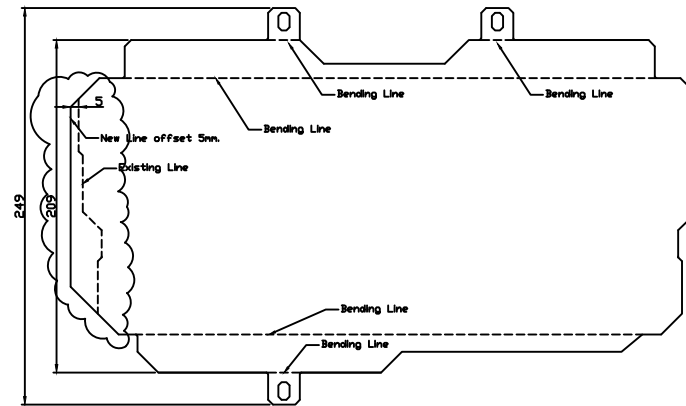 Bending Line
Bending Line
5
Bending Line
New Line offset 5mm.
Existing Line
249
209
Bending Line
Bending Line